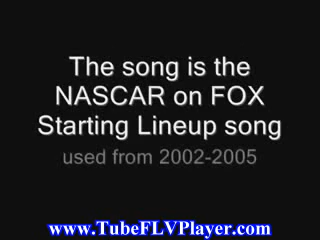 The song is the
NASCAR on FOX
Starting Lineup song
used from 2002-2005
www.TubeFLVPlayer.com